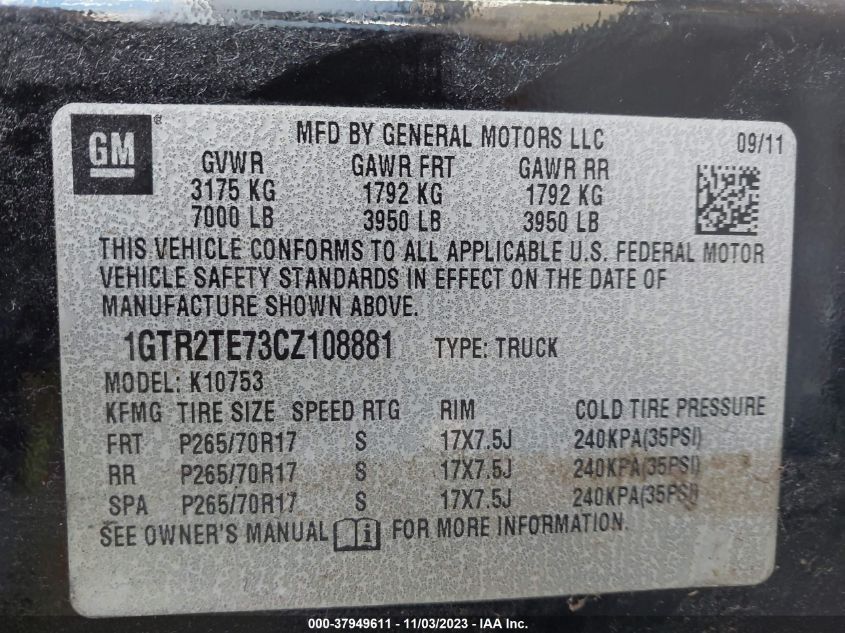 GM® MFD BY GENERAL MOTORS LLC 09/11
GVWR GAWR FRT GAWR RR
3175 KG 1792 KG 1792 KG
7000 LB 3950 LB 3950 LB
THIS VEHICLE CONFORMS TO ALL APPLICABLE U.S. FEDERAL MOTOR
VEHICLE SAFETY STANDARDS IN EFFECT ON THE DATE OF
MANUFACTURE SHOWN ABOVE.
1GTR2TE73CZ108881 TYPE: TRUCK
MODEL: K10753
KFMG TIRE SIZE SPEED RTG RIM COLD TIRE PRESSURE
FRT P265/70R17 S 17X7.5J 240KPA(35PSI)
RR P265/70R17 S 17X7.5J 240KPA(35PSI)
SPA P265/70R17 S 17X7.5J 240KPA(35PSI)
SEE OWNER'S MANUAL i FOR MORE INFORMATION.
000-37949611 - 11/03/2023 - Copyright © 2023 IAA, Inc.